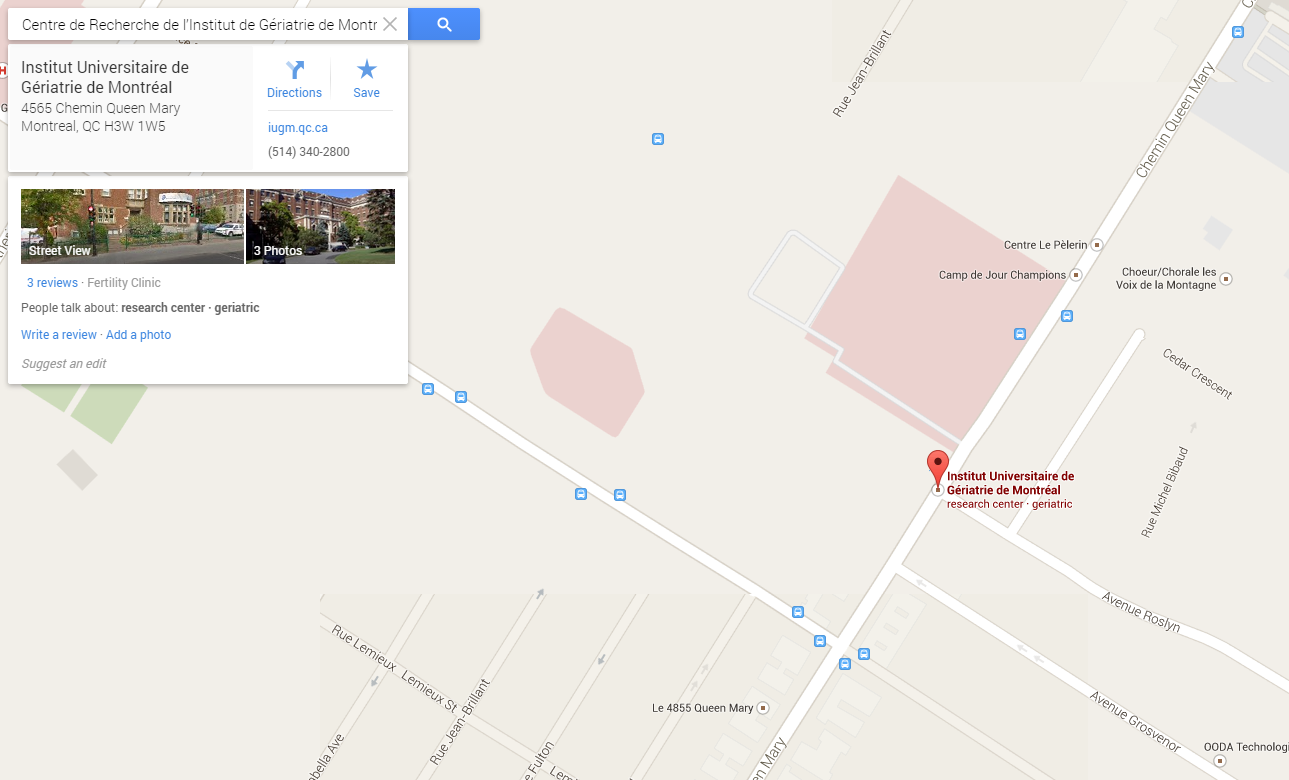 Centre de Recherche de l'Institut de Gériatrie de Montr
Institut Universitaire de
Gériatrie de Montréal
4565 Chemin Queen Mary
Montreal, QC H3W 1W5
Directions
Save
iugm.qc.ca
(514) 340-2800
Street View
3 Photos
3 reviews · Fertility Clinic
People talk about: research center · geriatric
Write a review · Add a photo
Suggest an edit
H
G
Rue Jean-Brillant
Chemin Queen Mary
Centre Le Pèlerin
Camp de Jour Champions
Choeur/Chorale les
Voix de la Montagne
Cedar Crescent
Rue Michel Bibaud
Institut Universitaire de
Gériatrie de Montréal
research center · geriatric
Avenue Roslyn
Avenue Grosvenor
Rue Lemieux
Lemieux St
Rue Jean-Brillant
bella Ave
e Fulton
Le 4855 Queen Mary
en Mary
OODA Technologi